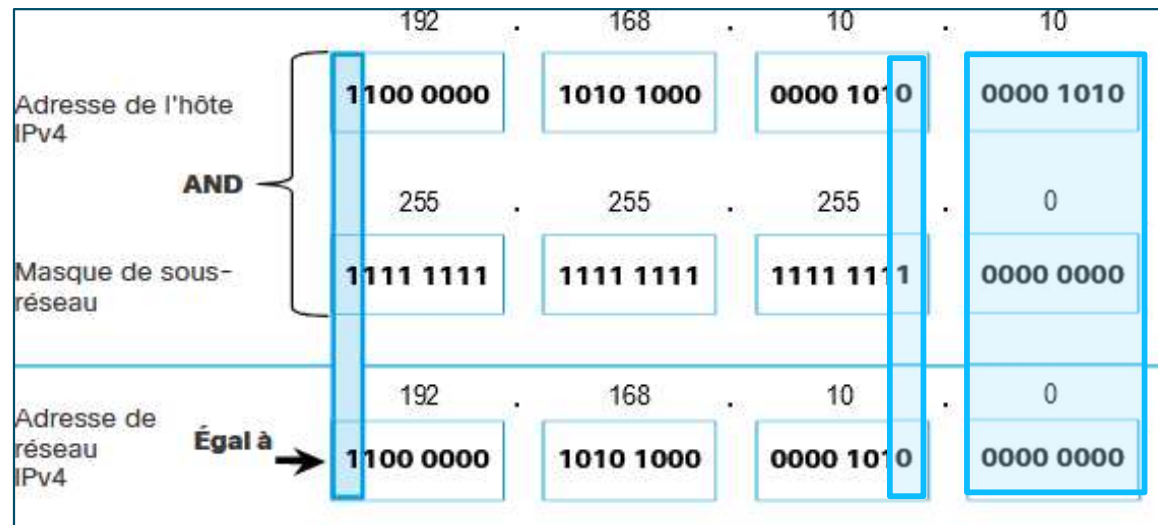 192 . 168 . 10 . 10
Adresse de l'hôte
IPv4
1100 0000 1010 1000 0000 1010 0000 1010
AND
255 . 255 . 255 . 0
Masque de sous-
réseau
1111 1111 1111 1111 1111 1111 0000 0000
192 . 168 . 10 . 0
Adresse de
réseau
IPv4
Égal à
1100 0000 1010 1000 0000 1010 0000 0000